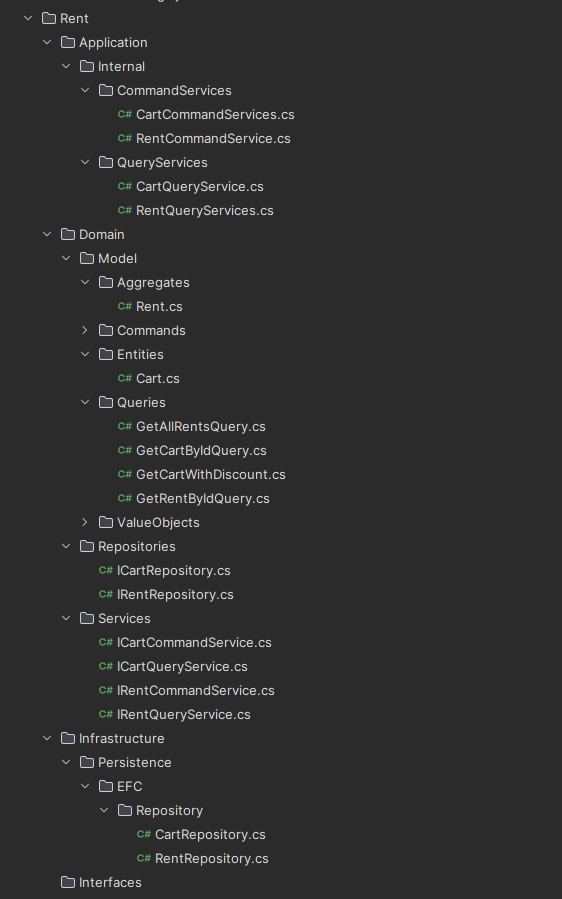 Rent
Application
Internal
CommandServices
C# CartCommandServices.cs
C# RentCommandService.cs
QueryServices
C# CartQueryService.cs
C# RentQueryServices.cs
Domain
Model
Aggregates
C# Rent.cs
Commands
Entities
C# Cart.cs
Queries
C# GetAllRentsQuery.cs
C# GetCartByIdQuery.cs
C# GetCartWithDiscount.cs
C# GetRentByIdQuery.cs
ValueObjects
Repositories
C# ICartRepository.cs
C# IRentRepository.cs
Services
C# ICartCommandService.cs
C# ICartQueryService.cs
C# IRentCommandService.cs
C# IRentQueryService.cs
Infrastructure
Persistence
EFC
Repository
C# CartRepository.cs
C# RentRepository.cs
Interfaces